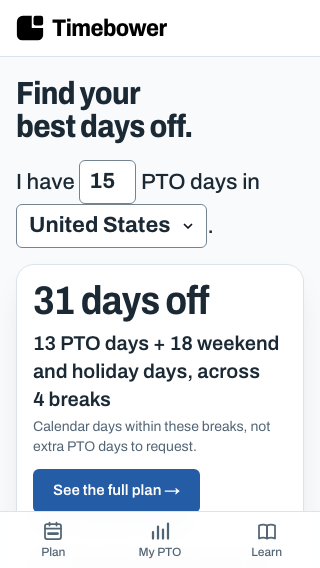 Timebower
Find your
best days off.
I have 15 PTO days in
United States .
31 days off
13 PTO days + 18 weekend
and holiday days, across
4 breaks
Calendar days within these breaks, not
extra PTO days to request.
See the full plan →
Plan My PTO Learn